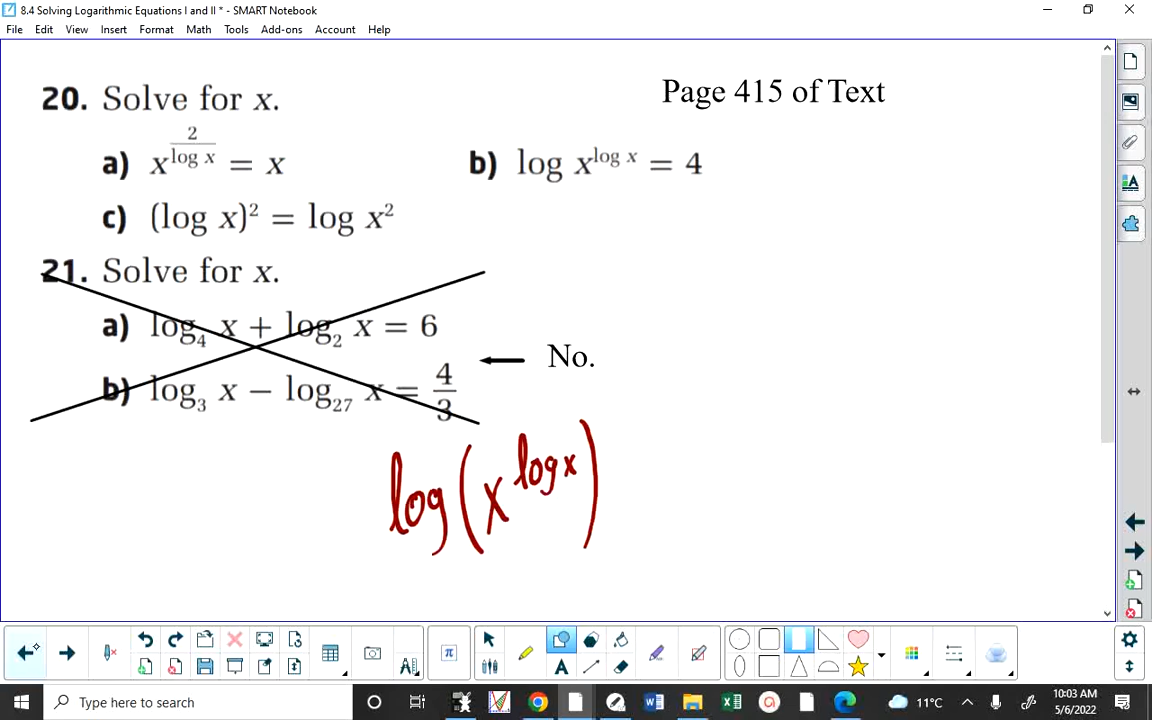 8.4 Solving Logarithmic Equations I and II * - SMART Notebook
File Edit View Insert Format Math Tools Add-ons Account Help
20. Solve for x.
Page 415 of Text
a) x^(2/log x) = x
b) log x^(log x) = 4
c) (log x)² = log x²
21. Solve for x.
a) log₄ x + log₂ x = 6
No.
b) log₃ x − log₂₇ x = 4/3
log(x^(log x))
π
A
Type here to search
11°C
10:03 AM
5/6/2022